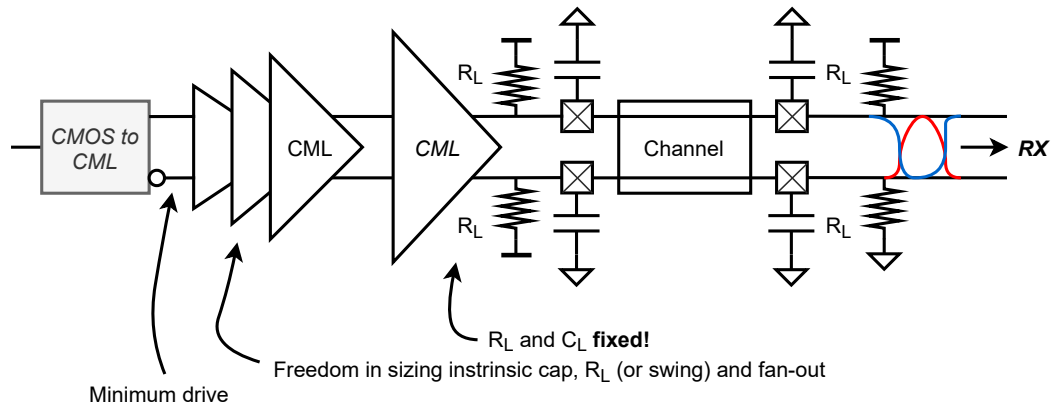 R_L
R_L
CMOS to
CML
CML
CML
Channel
RX
R_L
R_L
R_L and C_L fixed!
Freedom in sizing instrinsic cap, R_L (or swing) and fan-out
Minimum drive